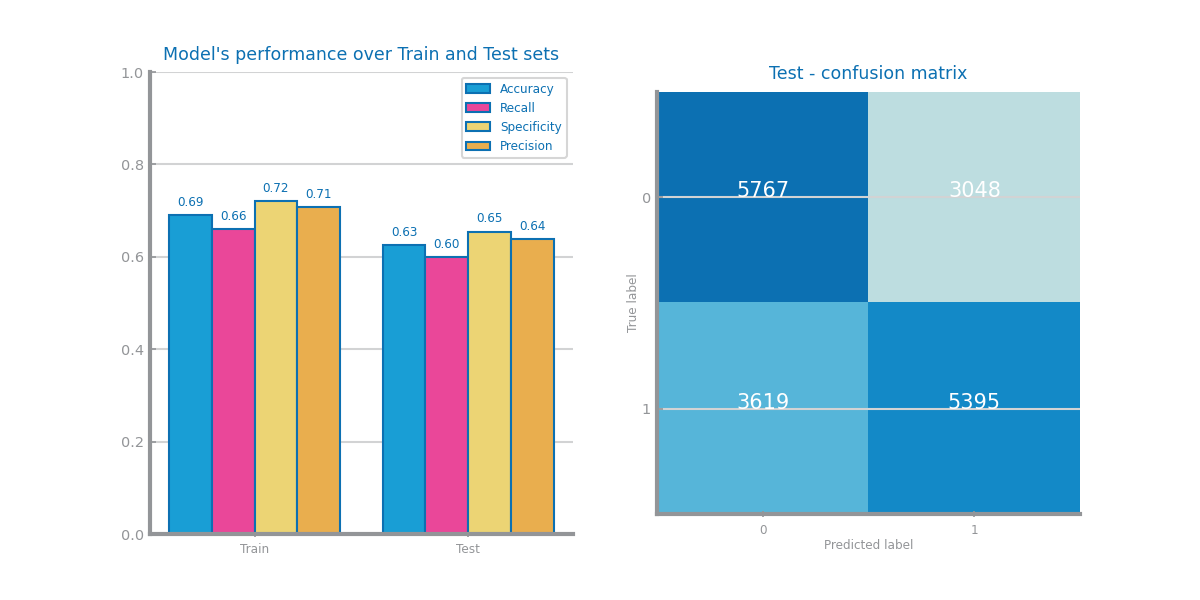 Model's performance over Train and Test sets
1.0
0.8
0.6
0.4
0.2
0.0
Accuracy
Recall
Specificity
Precision
0.69
0.66
0.72
0.71
0.63
0.60
0.65
0.64
Train
Test
Test - confusion matrix
True label
0
1
5767
3048
3619
5395
0
1
Predicted label